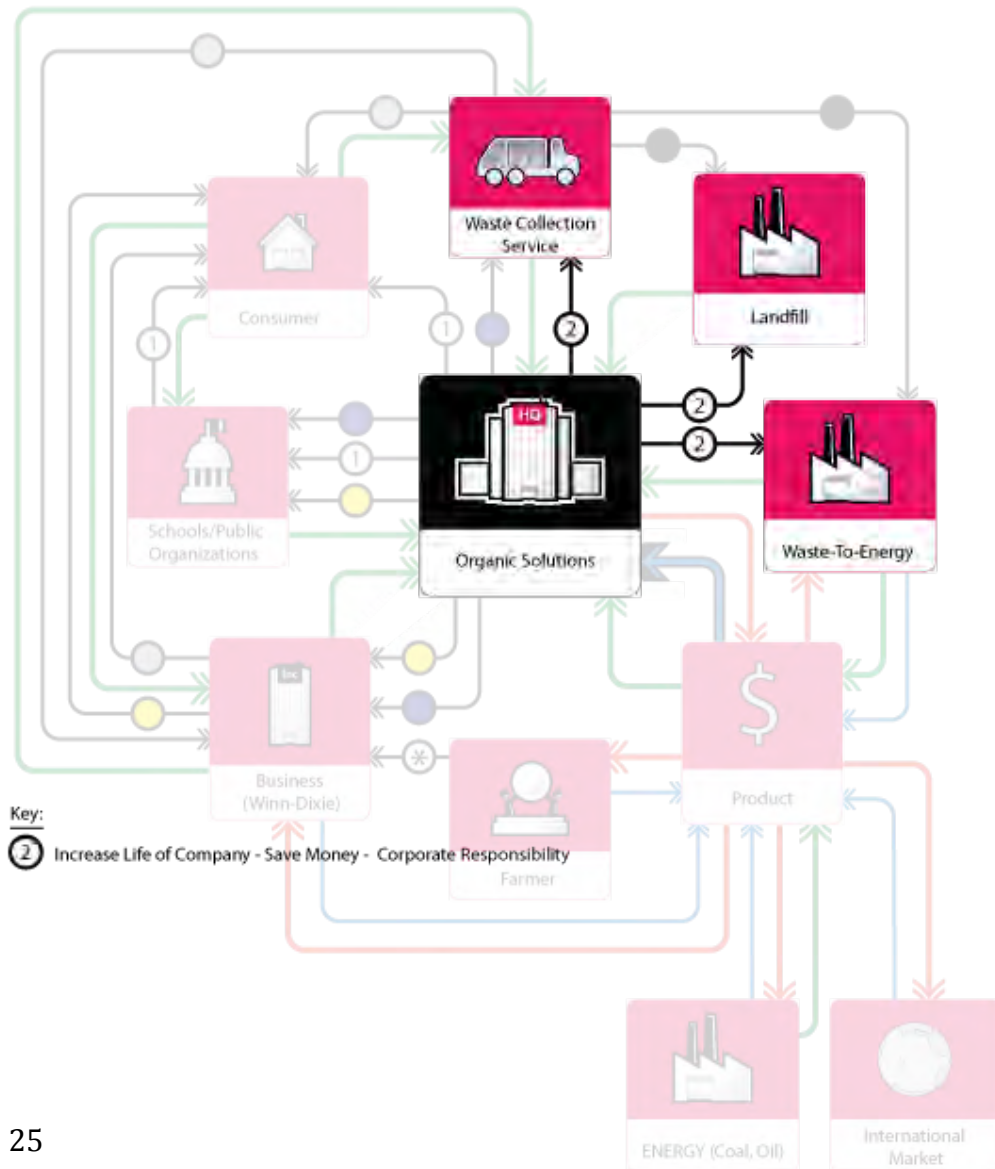 Waste Collection
Service
Landfill
Consumer
1
1
2
2
2
HQ
Schools/Public
Organizations
1
Organic Solutions
Waste-To-Energy
Inc
$
*
Business
(Winn-Dixie)
Product
Key:
2 Increase Life of Company - Save Money - Corporate Responsibility
Farmer
ENERGY (Coal, Oil)
International
Market
25